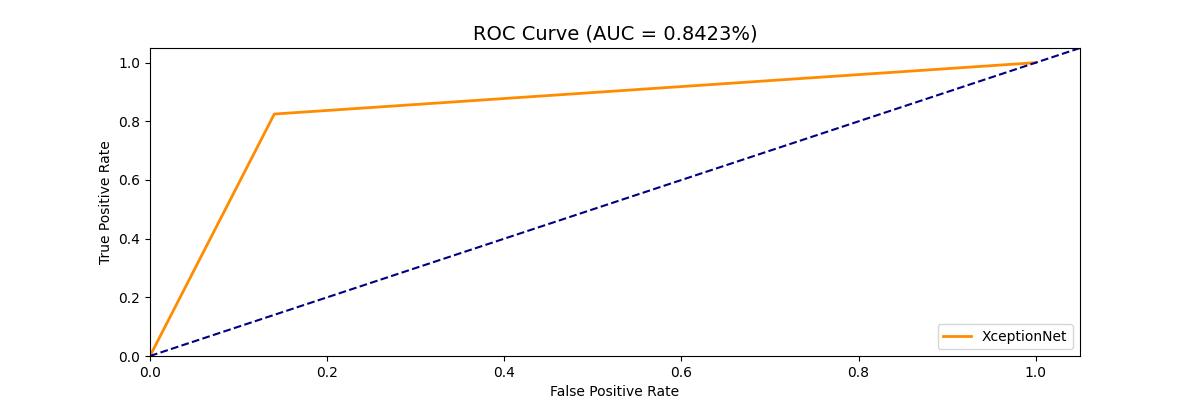 ROC Curve (AUC = 0.8423%)
True Positive Rate
1.0
0.8
0.6
0.4
0.2
0.0
0.0 0.2 0.4 0.6 0.8 1.0
False Positive Rate
XceptionNet